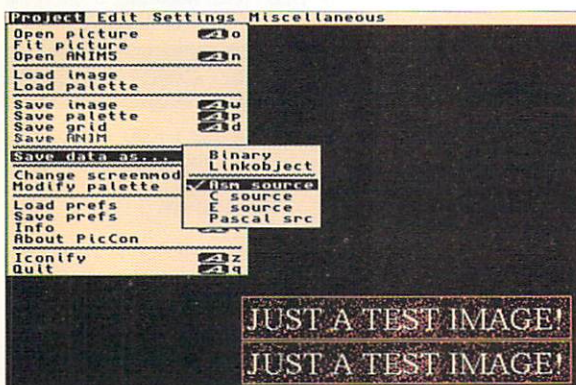 Project Edit Settings Miscellaneous
Open picture A o
Fit picture
Open ANIM5 A n
Load image
Load palette
Save image A w
Save palette A p
Save grid A d
Save ANIM
Save data as...
Binary
Linkobject
Change screenmod
✓ Asm source
Modify palette
C source
E source
Load prefs
Pascal src
Save prefs
Info
About PicCon
Iconify A z
Quit A q
JUST A TEST IMAGE!
JUST A TEST IMAGE!